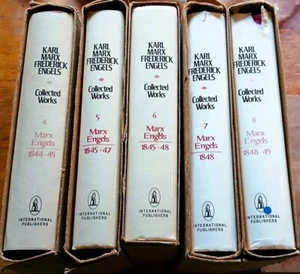 KARL
MARX
FREDERICK
ENGELS
Collected
Works
4
Marx
Engels
1844-45
INTERNATIONAL
PUBLISHERS
KARL
MARX
FREDERICK
ENGELS
Collected
Works
5
Marx
Engels
1845-47
INTERNATIONAL
PUBLISHERS
KARL
MARX
FREDERICK
ENGELS
Collected
Works
6
Marx
Engels
1845-48
INTERNATIONAL
PUBLISHERS
KARL
MARX
FREDERICK
ENGELS
Collected
Works
7
Marx
Engels
1848
INTERNATIONAL
PUBLISHERS
KARL
MARX
FREDERICK
ENGELS
Collected
Works
8
Marx
Engels
1848-49
INTERNATIONAL
PUBLISHERS